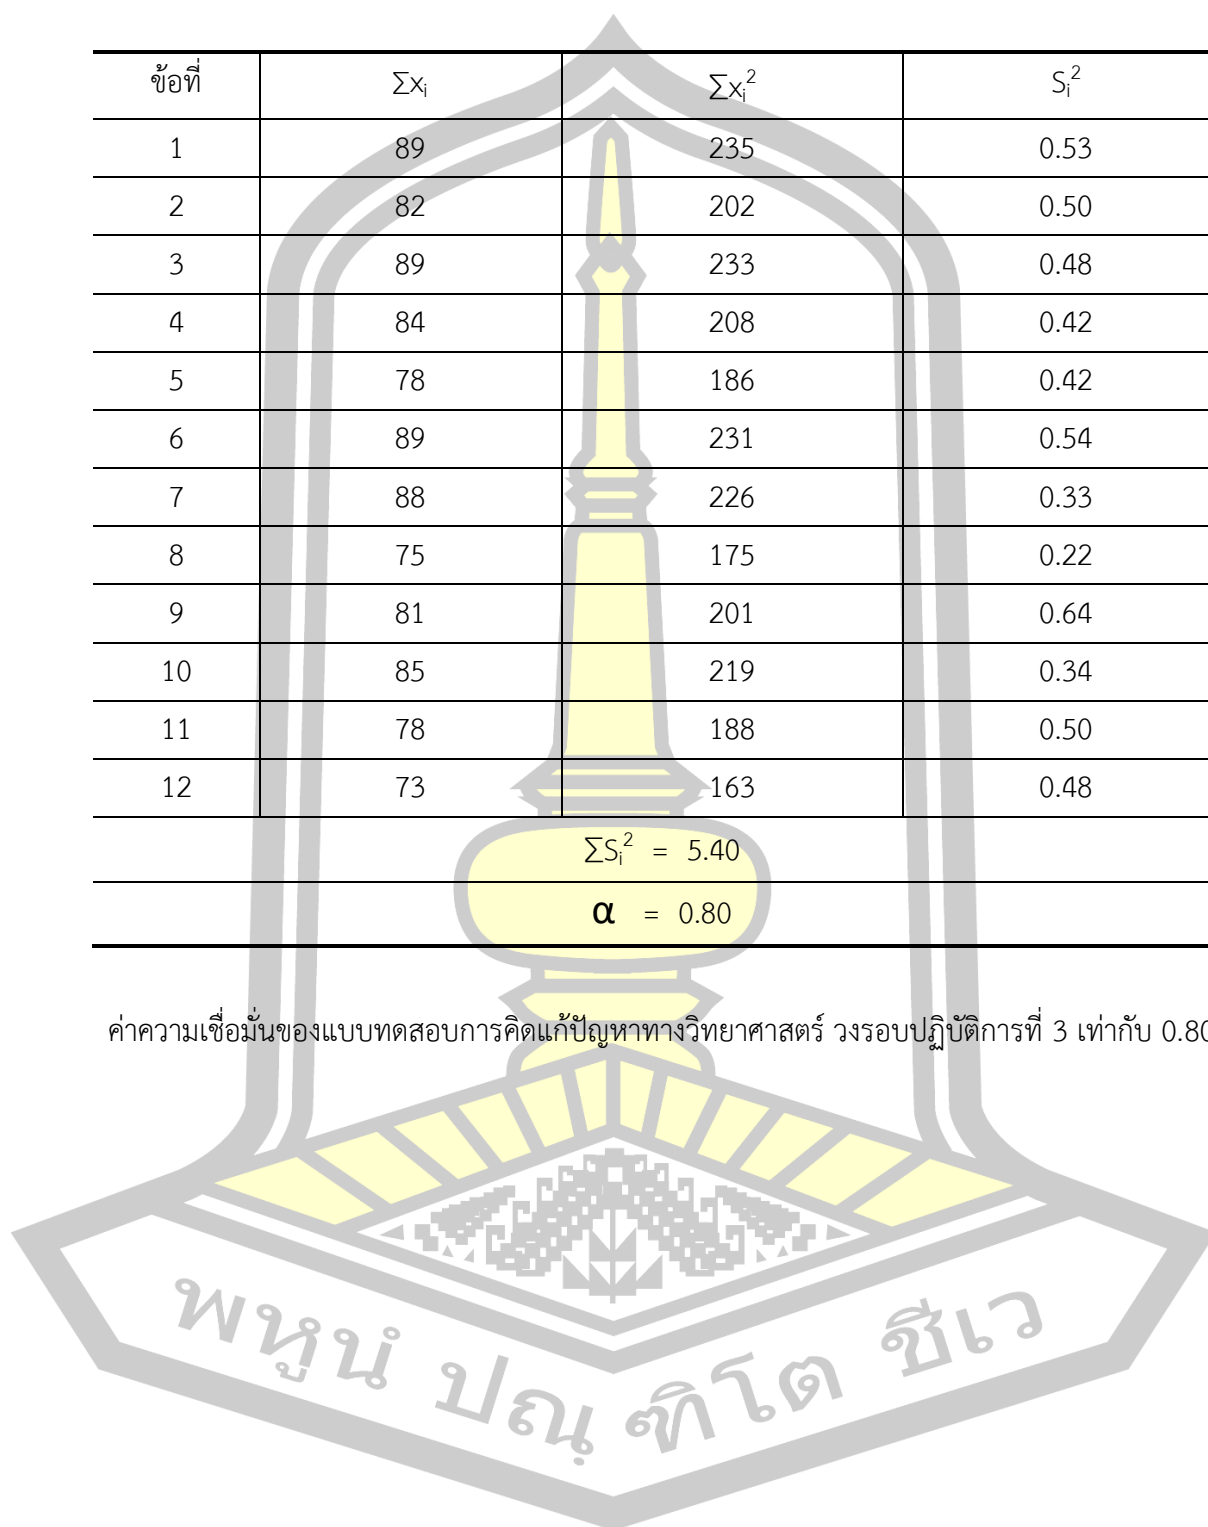 ข้อที่ ∑xᵢ ∑xᵢ² Sᵢ²
1 89 235 0.53
2 82 202 0.50
3 89 233 0.48
4 84 208 0.42
5 78 186 0.42
6 89 231 0.54
7 88 226 0.33
8 75 175 0.22
9 81 201 0.64
10 85 219 0.34
11 78 188 0.50
12 73 163 0.48
∑Sᵢ² = 5.40
α = 0.80
ค่าความเชื่อมั่นของแบบทดสอบการคิดแก้ปัญหาทางวิทยาศาสตร์ วงรอบปฏิบัติการที่ 3 เท่ากับ 0.80
พหูนํ ปณฺฑิโต ชีเว